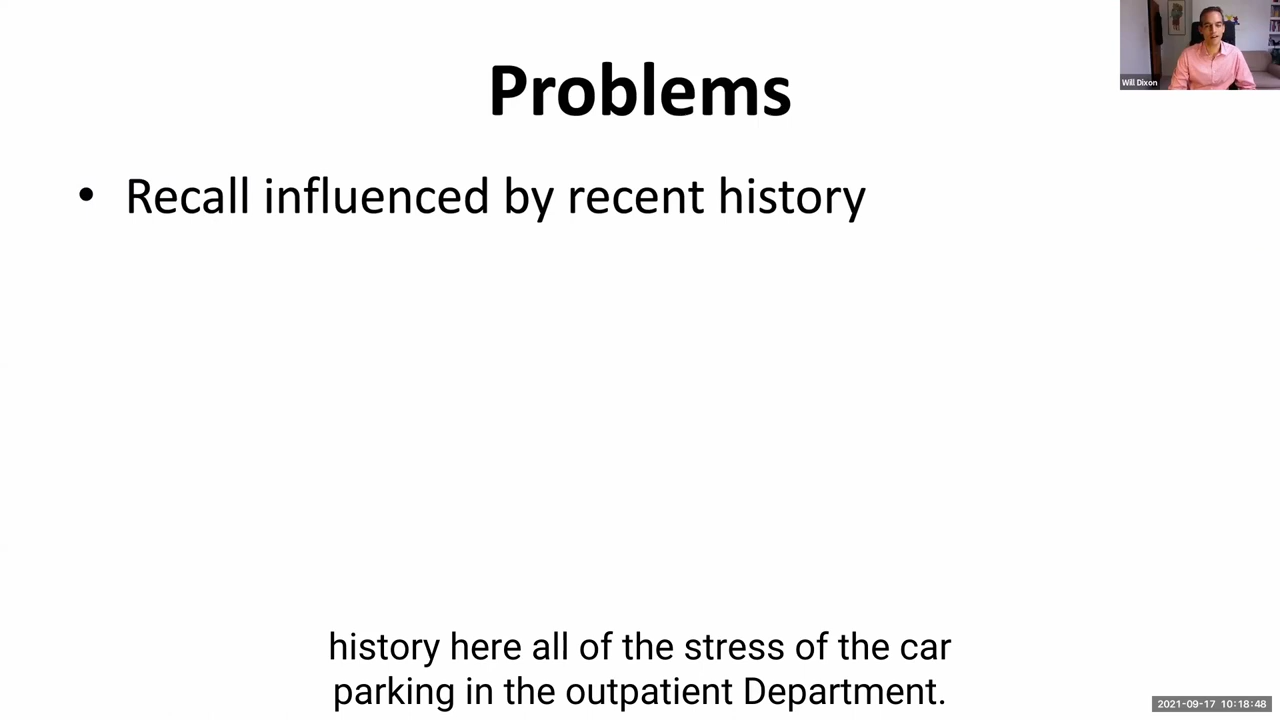 Will Dixon
Problems
• Recall influenced by recent history
history here all of the stress of the car
parking in the outpatient Department.
2021-09-17 10:18:48